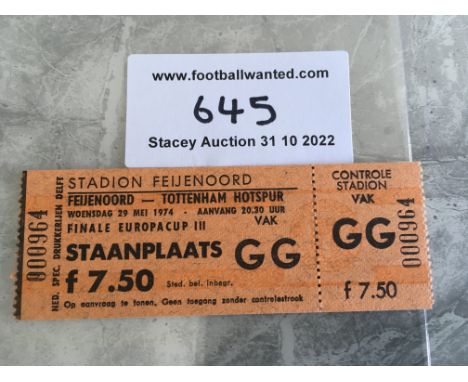 www.footballwanted.com
645
Stacey Auction 31 10 2022
000964
NED. SPEC. DRUKKERIJEN DELFT
STADION FEIJENOORD
FEIJENOORD — TOTTENHAM HOTSPUR
WOENSDAG 29 MEI 1974 - AANVANG 20.30 UUR
FINALE EUROPACUP III VAK
STAANPLAATS GG
f 7.50 Sted. bel. inbegr.
Op aanvraag te tonen, Geen toegang zonder controlestrook
CONTROLE
STADION
VAK
GG
f 7.50
000964